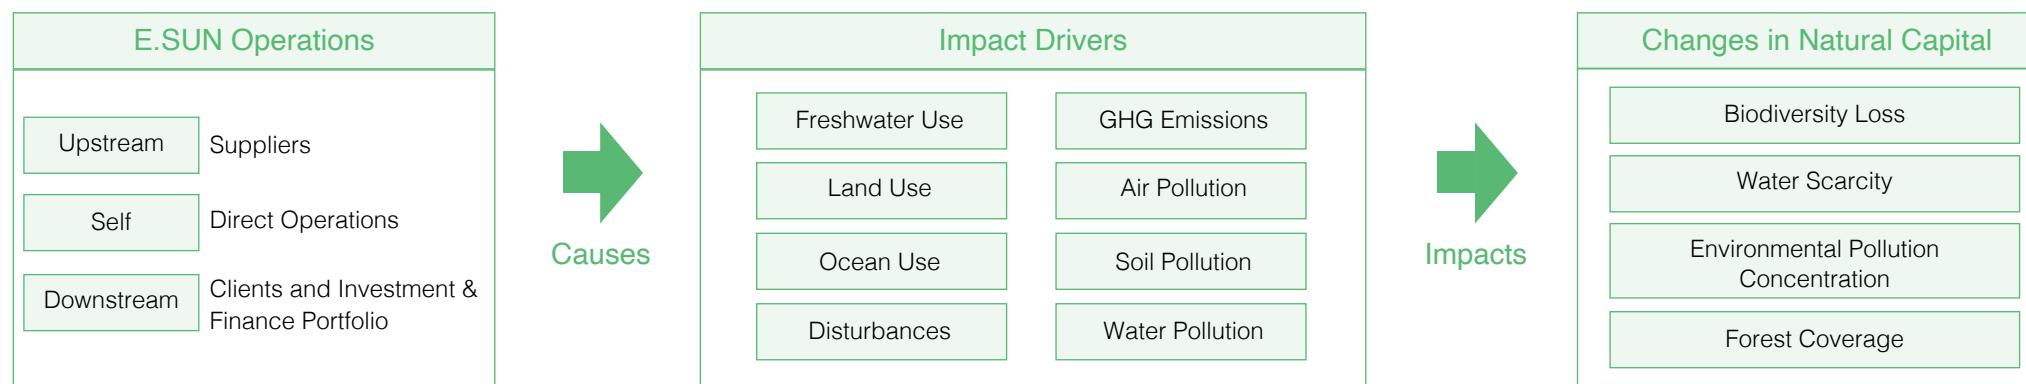 E.SUN Operations
Upstream
Suppliers
Self
Direct Operations
Downstream
Clients and Investment &
Finance Portfolio
Causes
Impact Drivers
Freshwater Use
GHG Emissions
Land Use
Air Pollution
Ocean Use
Soil Pollution
Disturbances
Water Pollution
Impacts
Changes in Natural Capital
Biodiversity Loss
Water Scarcity
Environmental Pollution
Concentration
Forest Coverage